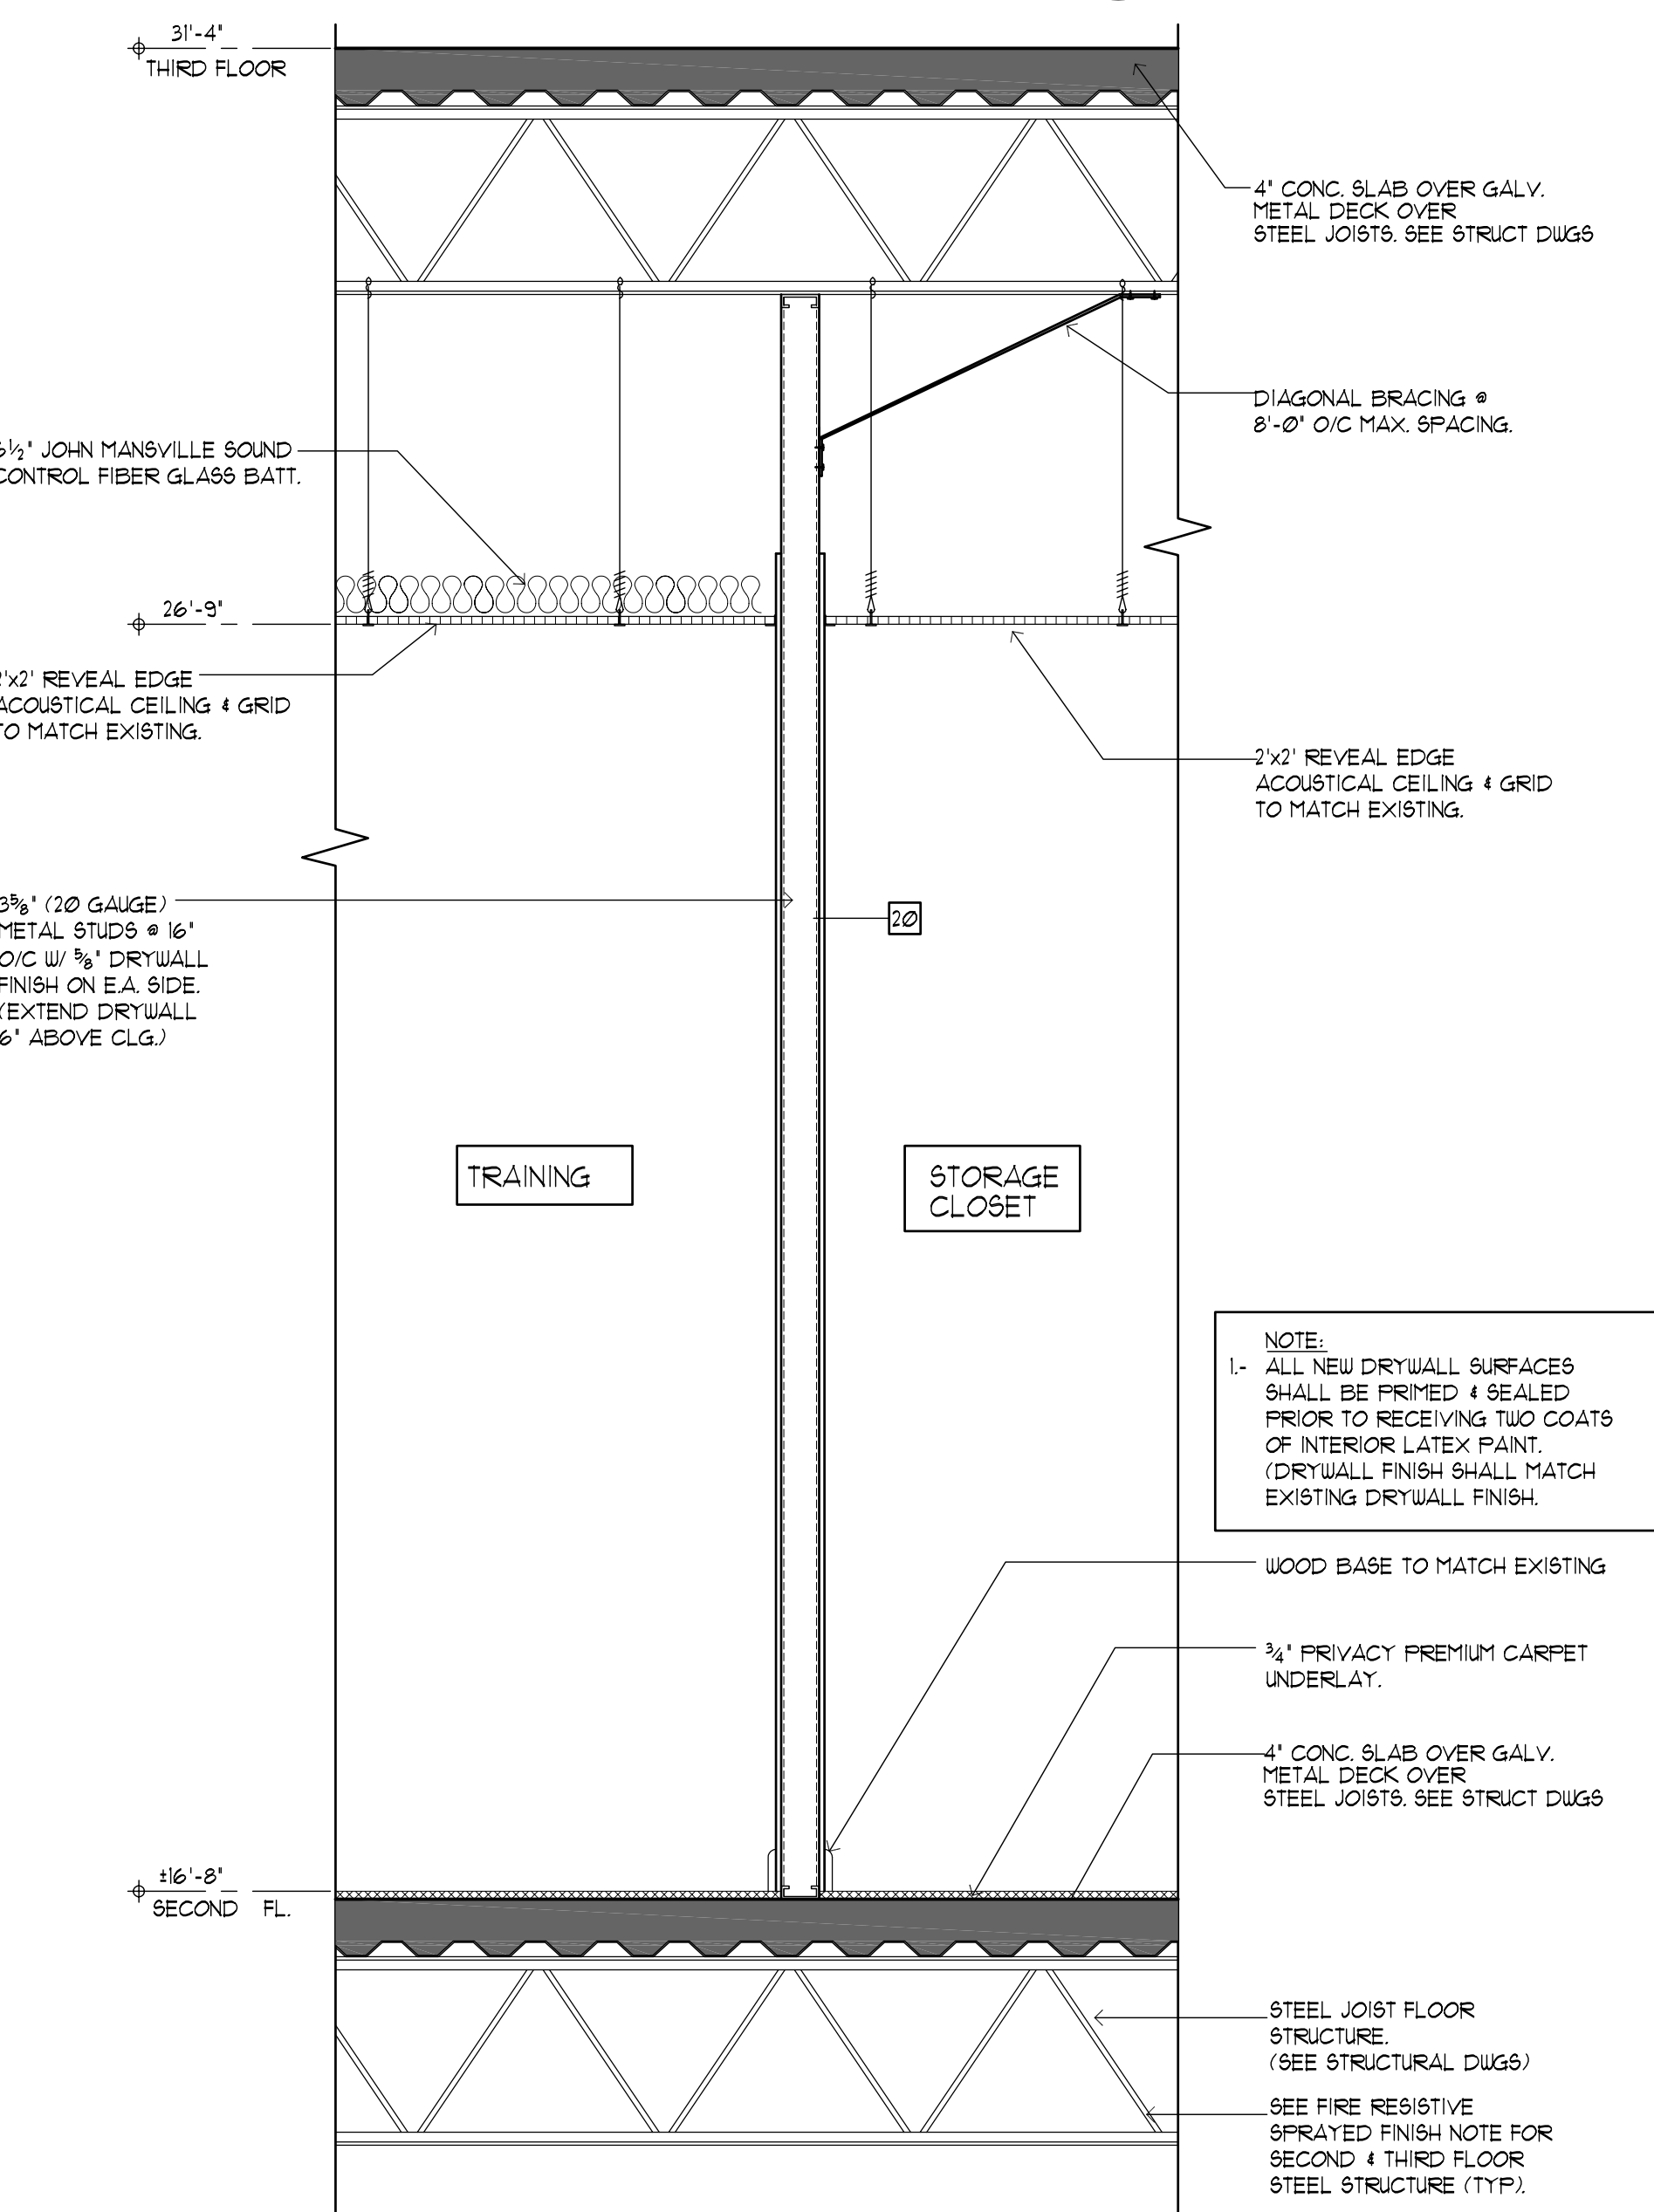 31'-4"
THIRD FLOOR
4" CONC. SLAB OVER GALV.
METAL DECK OVER
STEEL JOISTS. SEE STRUCT DWGS
DIAGONAL BRACING @
8'-0" O/C MAX. SPACING.
½" JOHN MANSVILLE SOUND
CONTROL FIBER GLASS BATT.
26'-9"
2'x2' REVEAL EDGE
ACOUSTICAL CEILING & GRID
TO MATCH EXISTING.
2'x2' REVEAL EDGE
ACOUSTICAL CEILING & GRID
TO MATCH EXISTING.
3⅝" (20 GAUGE)
METAL STUDS @ 16"
O/C W/ ⅝" DRYWALL
FINISH ON E.A. SIDE.
(EXTEND DRYWALL
6" ABOVE CLG.)
20
TRAINING
STORAGE
CLOSET
NOTE:
1.- ALL NEW DRYWALL SURFACES
SHALL BE PRIMED & SEALED
PRIOR TO RECEIVING TWO COATS
OF INTERIOR LATEX PAINT.
(DRYWALL FINISH SHALL MATCH
EXISTING DRYWALL FINISH.
WOOD BASE TO MATCH EXISTING
¾" PRIVACY PREMIUM CARPET
UNDERLAY.
4" CONC. SLAB OVER GALV.
METAL DECK OVER
STEEL JOISTS. SEE STRUCT DWGS
±16'-8"
SECOND FL.
STEEL JOIST FLOOR
STRUCTURE.
(SEE STRUCTURAL DWGS)
SEE FIRE RESISTIVE
SPRAYED FINISH NOTE FOR
SECOND & THIRD FLOOR
STEEL STRUCTURE (TYP).